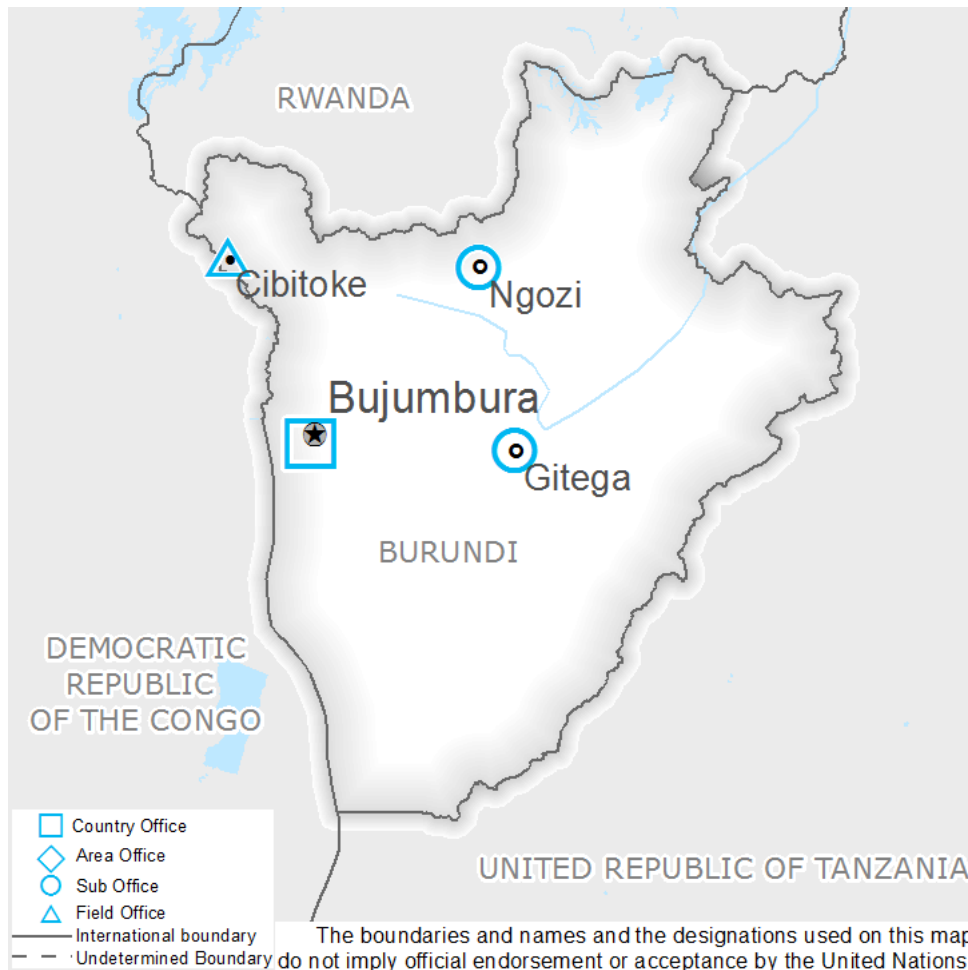 RWANDA
Cibitoke
Ngozi
Bujumbura
Gitega
BURUNDI
DEMOCRATIC
REPUBLIC
OF THE CONGO
UNITED REPUBLIC OF TANZANIA
Country Office
Area Office
Sub Office
Field Office
International boundary
Undetermined Boundary
The boundaries and names and the designations used on this map
do not imply official endorsement or acceptance by the United Nations